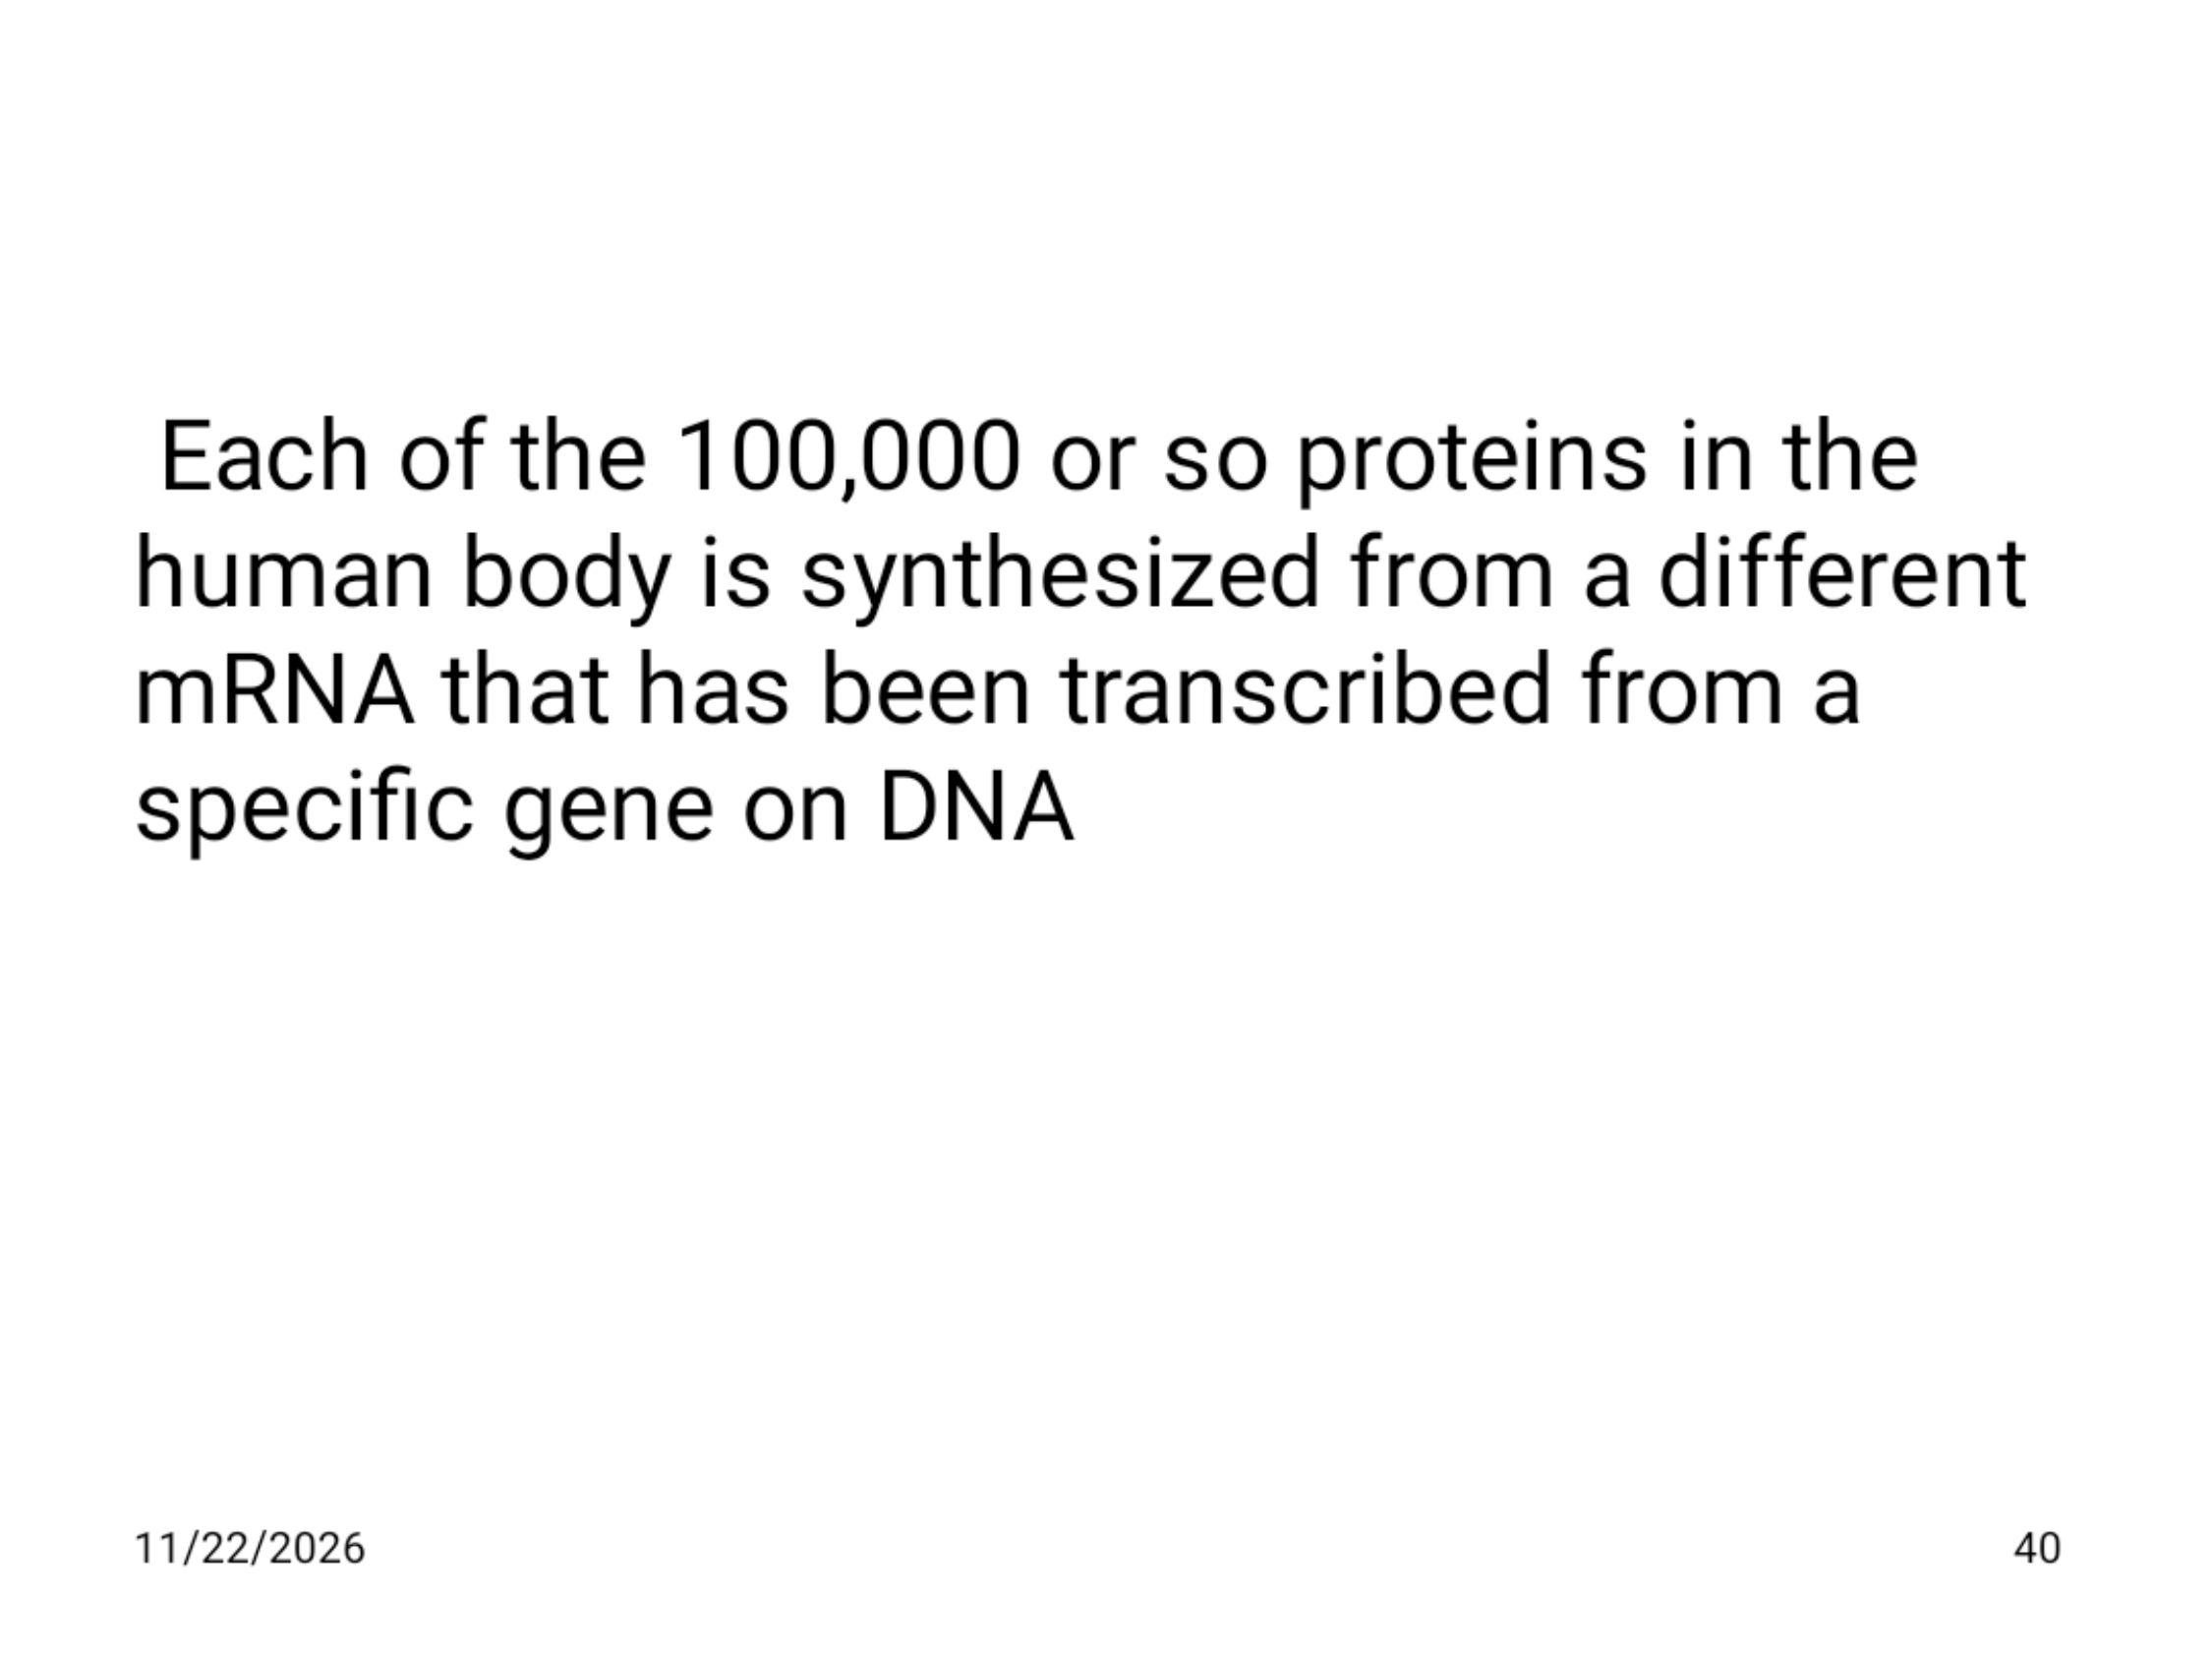 Each of the 100,000 or so proteins in the
human body is synthesized from a different
mRNA that has been transcribed from a
specific gene on DNA
11/22/2026
40